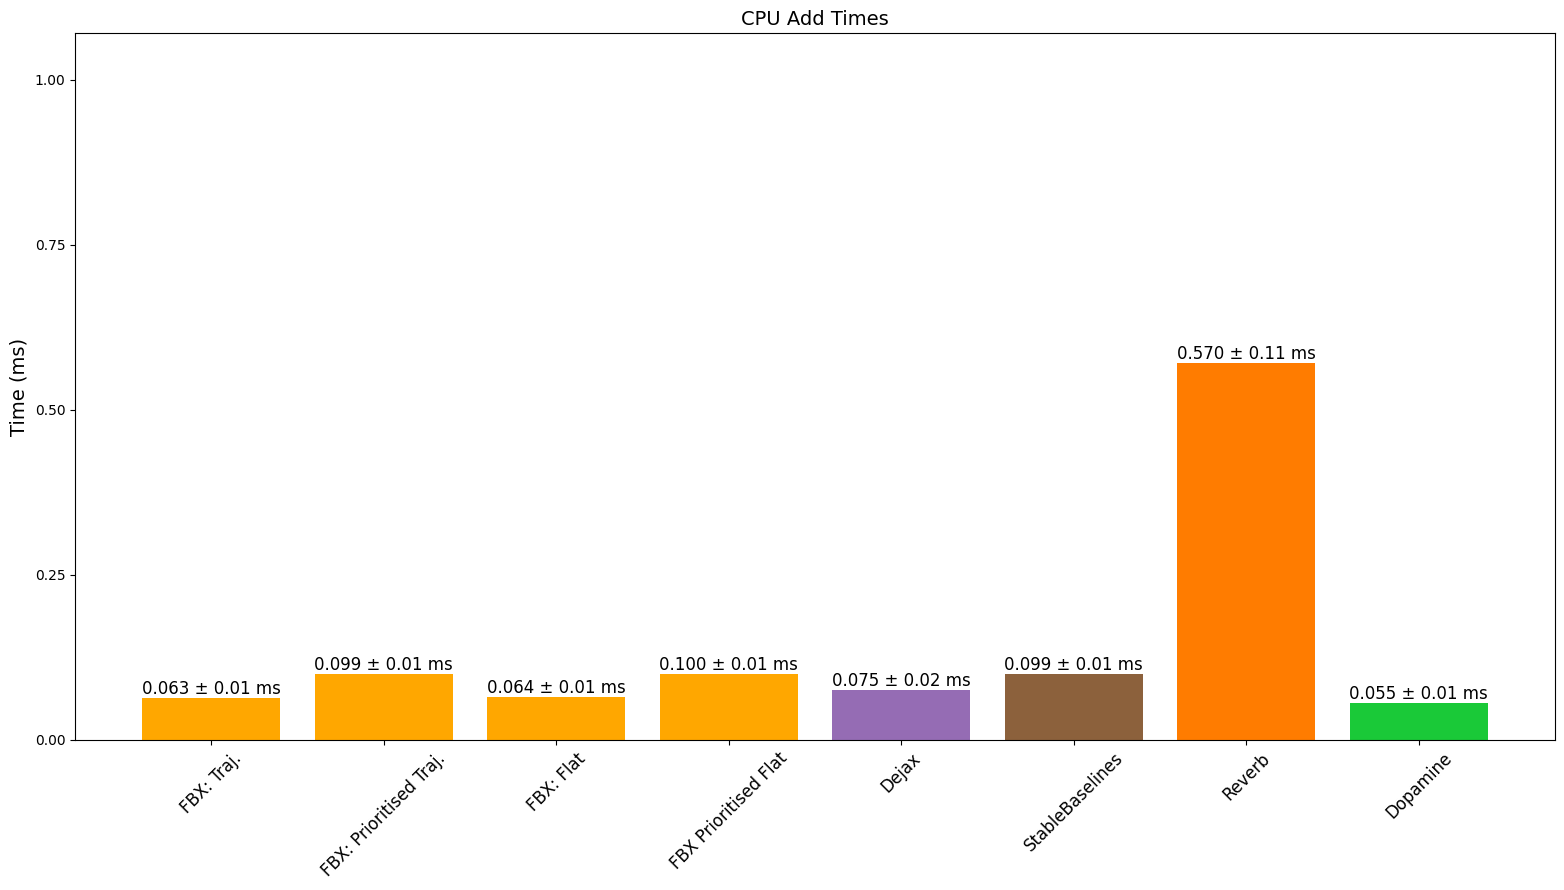 CPU Add Times
Time (ms)
1.00
0.75
0.50
0.25
0.00
0.063 ± 0.01 ms
0.099 ± 0.01 ms
0.064 ± 0.01 ms
0.100 ± 0.01 ms
0.075 ± 0.02 ms
0.099 ± 0.01 ms
0.570 ± 0.11 ms
0.055 ± 0.01 ms
FBX: Traj.
FBX: Prioritised Traj.
FBX: Flat
FBX Prioritised Flat
Dejax
StableBaselines
Reverb
Dopamine